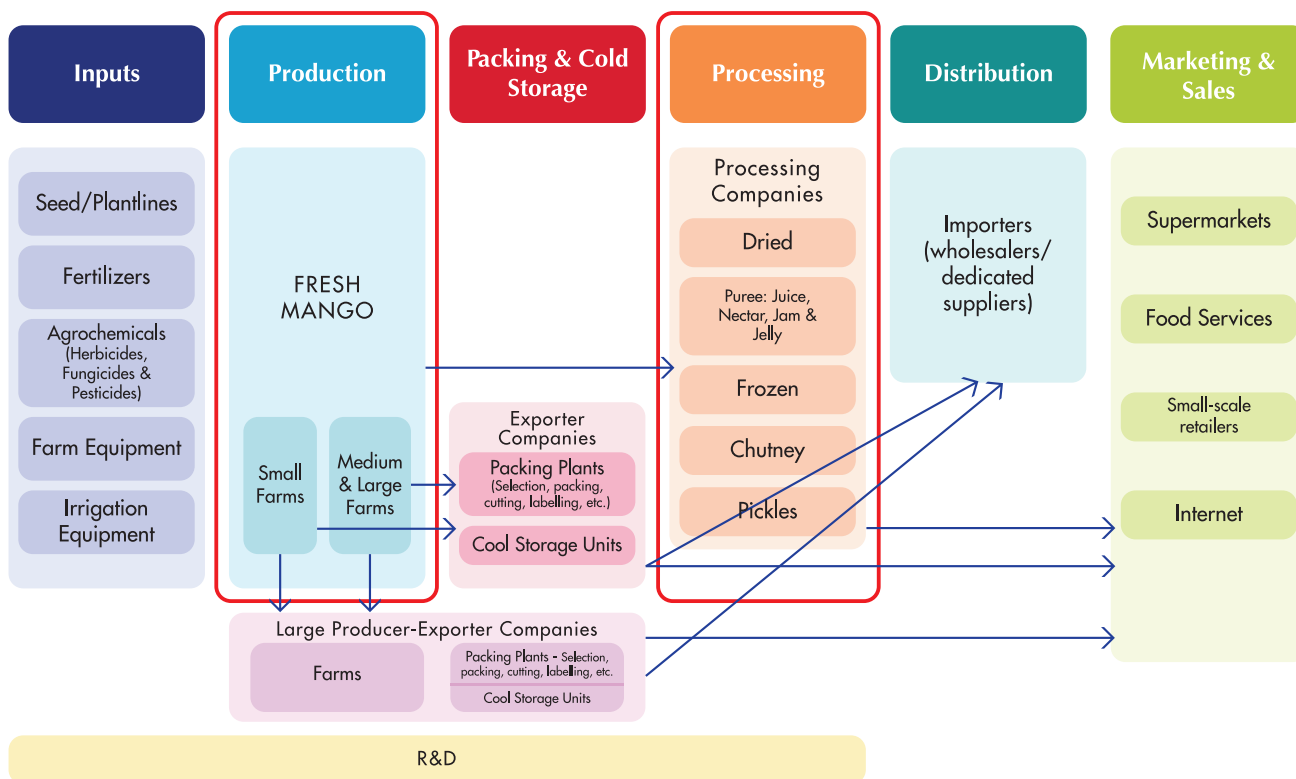 Inputs
Production
Packing & Cold
Storage
Processing
Distribution
Marketing &
Sales
Seed/Plantlines
Fertilizers
Agrochemicals
(Herbicides,
Fungicides &
Pesticides)
Farm Equipment
Irrigation
Equipment
FRESH
MANGO
Small
Farms
Medium
& Large
Farms
Exporter
Companies
Packing Plants
(Selection, packing,
cutting, labelling, etc.)
Cool Storage Units
Processing
Companies
Dried
Puree: Juice,
Nectar, Jam &
Jelly
Frozen
Chutney
Pickles
Importers
(wholesalers/
dedicated
suppliers)
Supermarkets
Food Services
Small-scale
retailers
Internet
Large Producer-Exporter Companies
Farms
Packing Plants - Selection,
packing, cutting, labelling, etc.
Cool Storage Units
R&D